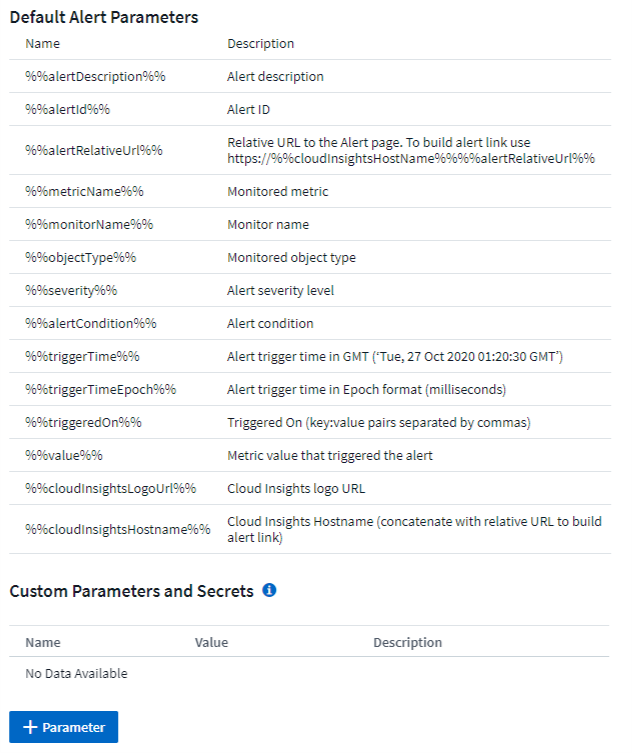 Default Alert Parameters
Name Description
%%alertDescription%% Alert description
%%alertId%% Alert ID
%%alertRelativeUrl%% Relative URL to the Alert page. To build alert link use
https://%%cloudInsightsHostName%%%%alertRelativeUrl%%
%%metricName%% Monitored metric
%%monitorName%% Monitor name
%%objectType%% Monitored object type
%%severity%% Alert severity level
%%alertCondition%% Alert condition
%%triggerTime%% Alert trigger time in GMT (‘Tue, 27 Oct 2020 01:20:30 GMT’)
%%triggerTimeEpoch%% Alert trigger time in Epoch format (milliseconds)
%%triggeredOn%% Triggered On (key:value pairs separated by commas)
%%value%% Metric value that triggered the alert
%%cloudInsightsLogoUrl%% Cloud Insights logo URL
%%cloudInsightsHostname%% Cloud Insights Hostname (concatenate with relative URL to build
alert link)
Custom Parameters and Secrets
Name Value Description
No Data Available
+ Parameter